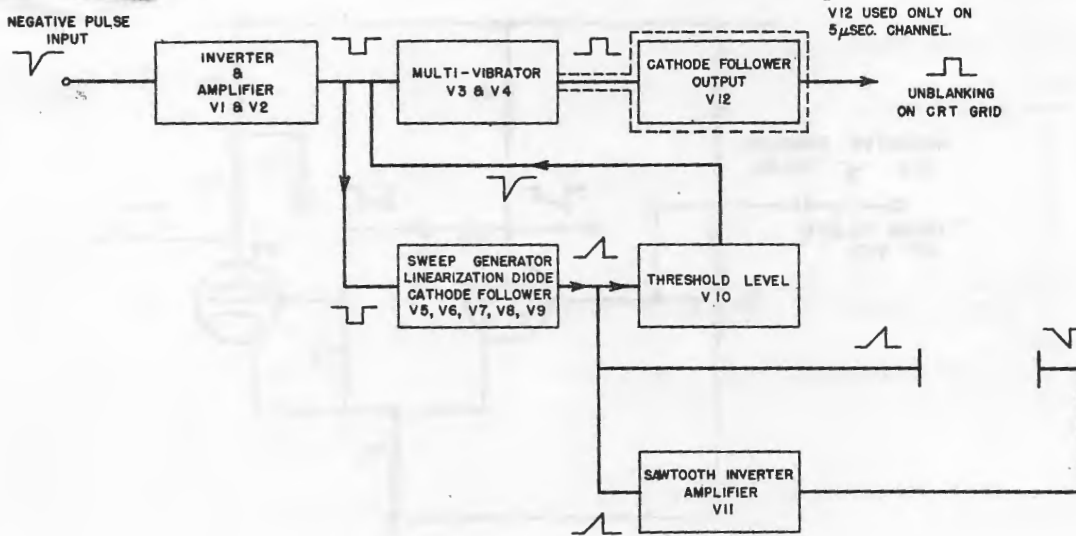 NEGATIVE PULSE
INPUT
INVERTER
&
AMPLIFIER
V1 & V2
MULTI-VIBRATOR
V3 & V4
CATHODE FOLLOWER
OUTPUT
V12
V12 USED ONLY ON
5μSEC. CHANNEL.
UNBLANKING
ON CRT GRID
SWEEP GENERATOR
LINEARIZATION DIODE
CATHODE FOLLOWER
V5, V6, V7, V8, V9
THRESHOLD LEVEL
V10
SAWTOOTH INVERTER
AMPLIFIER
V11